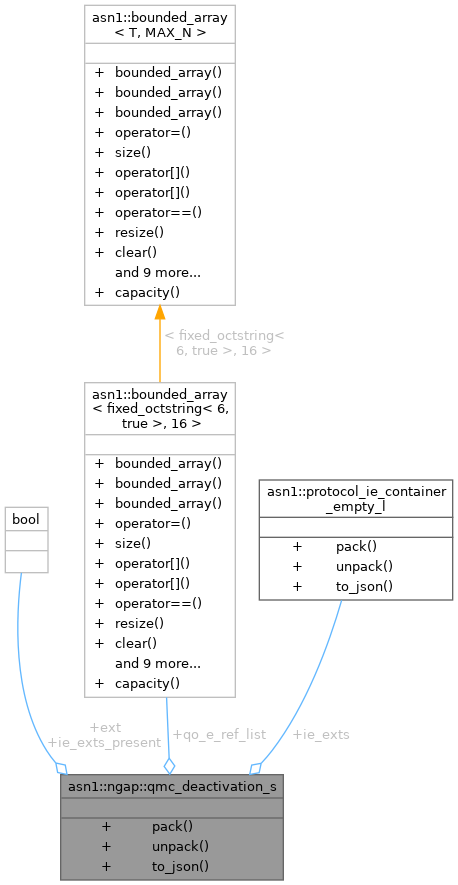 asn1::bounded_array
< T, MAX_N >
+ bounded_array()
+ bounded_array()
+ bounded_array()
+ operator=()
+ size()
+ operator[]()
+ operator[]()
+ operator==()
+ resize()
+ clear()
and 9 more...
+ capacity()
< fixed_octstring<
6, true >, 16 >
asn1::bounded_array
< fixed_octstring< 6,
true >, 16 >
+ bounded_array()
+ bounded_array()
+ bounded_array()
+ operator=()
+ size()
+ operator[]()
+ operator[]()
+ operator==()
+ resize()
+ clear()
and 9 more...
+ capacity()
bool
asn1::protocol_ie_container
_empty_l
+ pack()
+ unpack()
+ to_json()
+ext
+ie_exts_present
+qo_e_ref_list
+ie_exts
asn1::ngap::qmc_deactivation_s
+ pack()
+ unpack()
+ to_json()